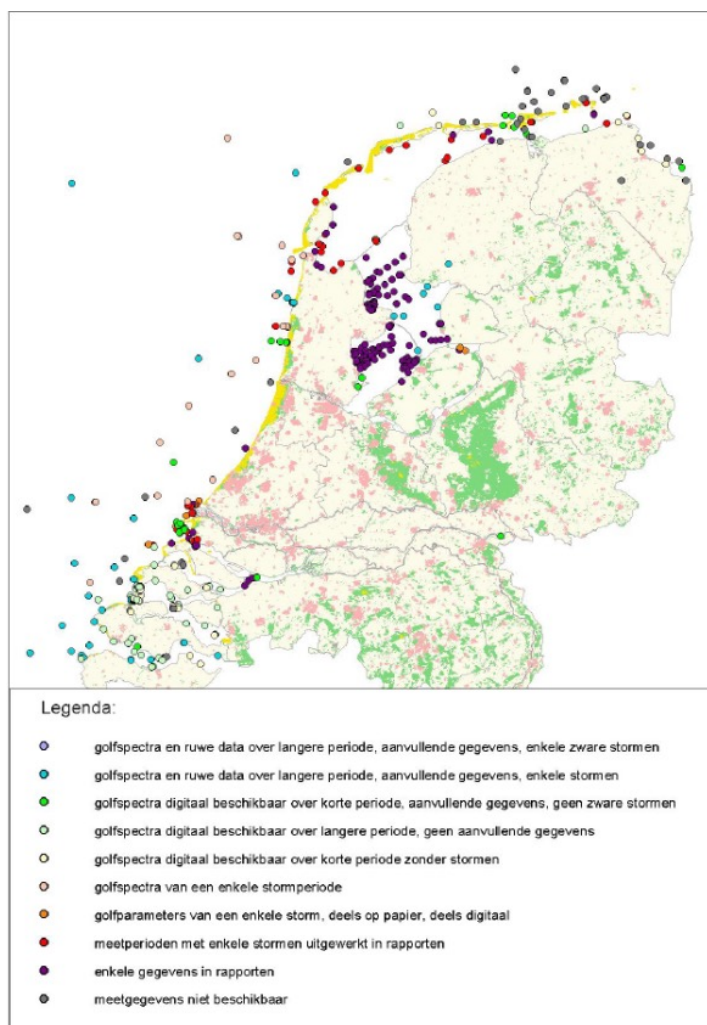 Legenda:
golfspectra en ruwe data over langere periode, aanvullende gegevens, enkele zware stormen
golfspectra en ruwe data over langere periode, aanvullende gegevens, enkele stormen
golfspectra digitaal beschikbaar over korte periode, aanvullende gegevens, geen zware stormen
golfspectra digitaal beschikbaar over langere periode, geen aanvullende gegevens
golfspectra digitaal beschikbaar over korte periode zonder stormen
golfspectra van een enkele stormperiode
golfparameters van een enkele storm, deels op papier, deels digitaal
meetperioden met enkele stormen uitgewerkt in rapporten
enkele gegevens in rapporten
meetgegevens niet beschikbaar